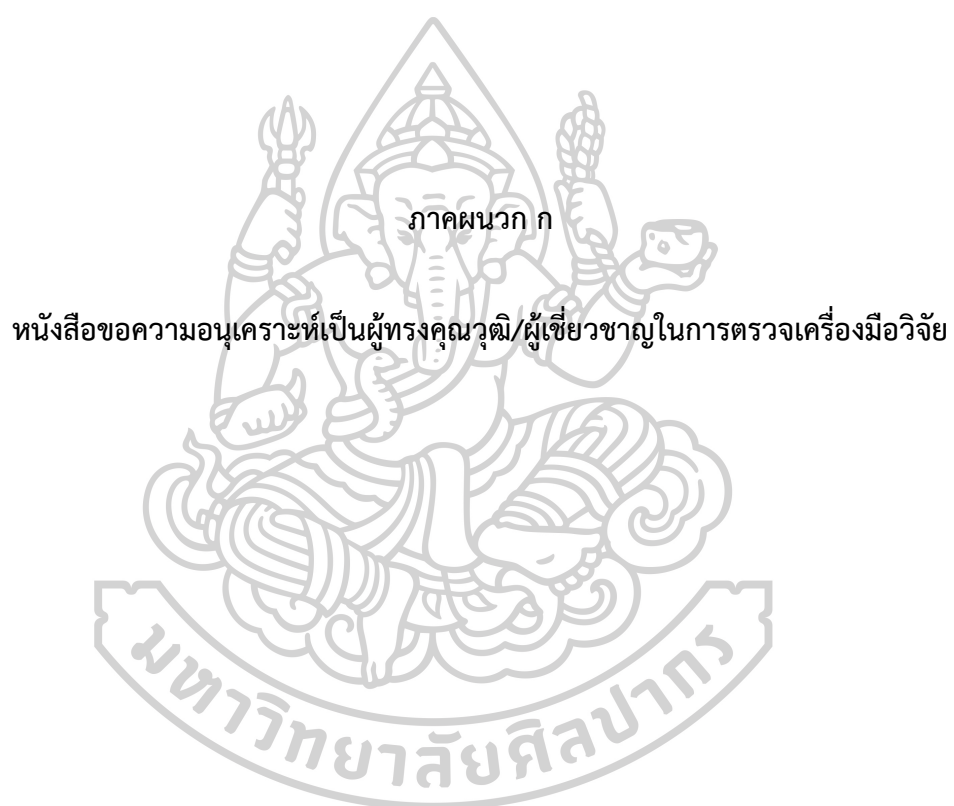 ภาคผนวก ก
หนังสือขอความอนุเคราะห์เป็นผู้ทรงคุณวุฒิ/ผู้เชี่ยวชาญในการตรวจเครื่องมือวิจัย
มหาวิทยาลัยศิลปากร